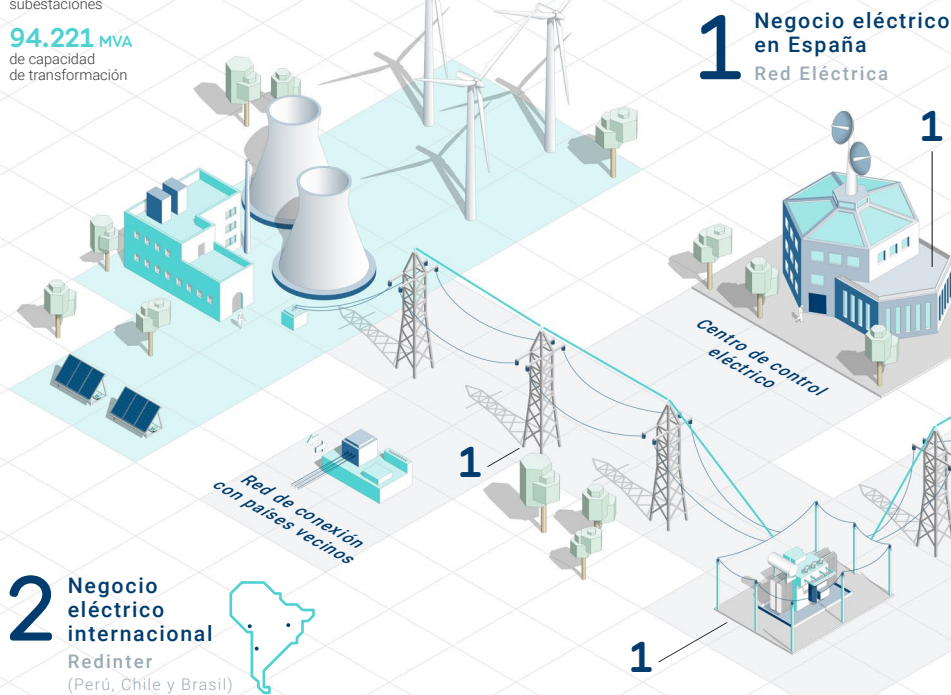 subestaciones
94.221 MVA
de capacidad
de transformación
1
Negocio eléctrico
en España
Red Eléctrica
1
Centro de control
eléctrico
1
Red de conexión
con países vecinos
2
Negocio
eléctrico
internacional
Redinter
(Perú, Chile y Brasil)
1